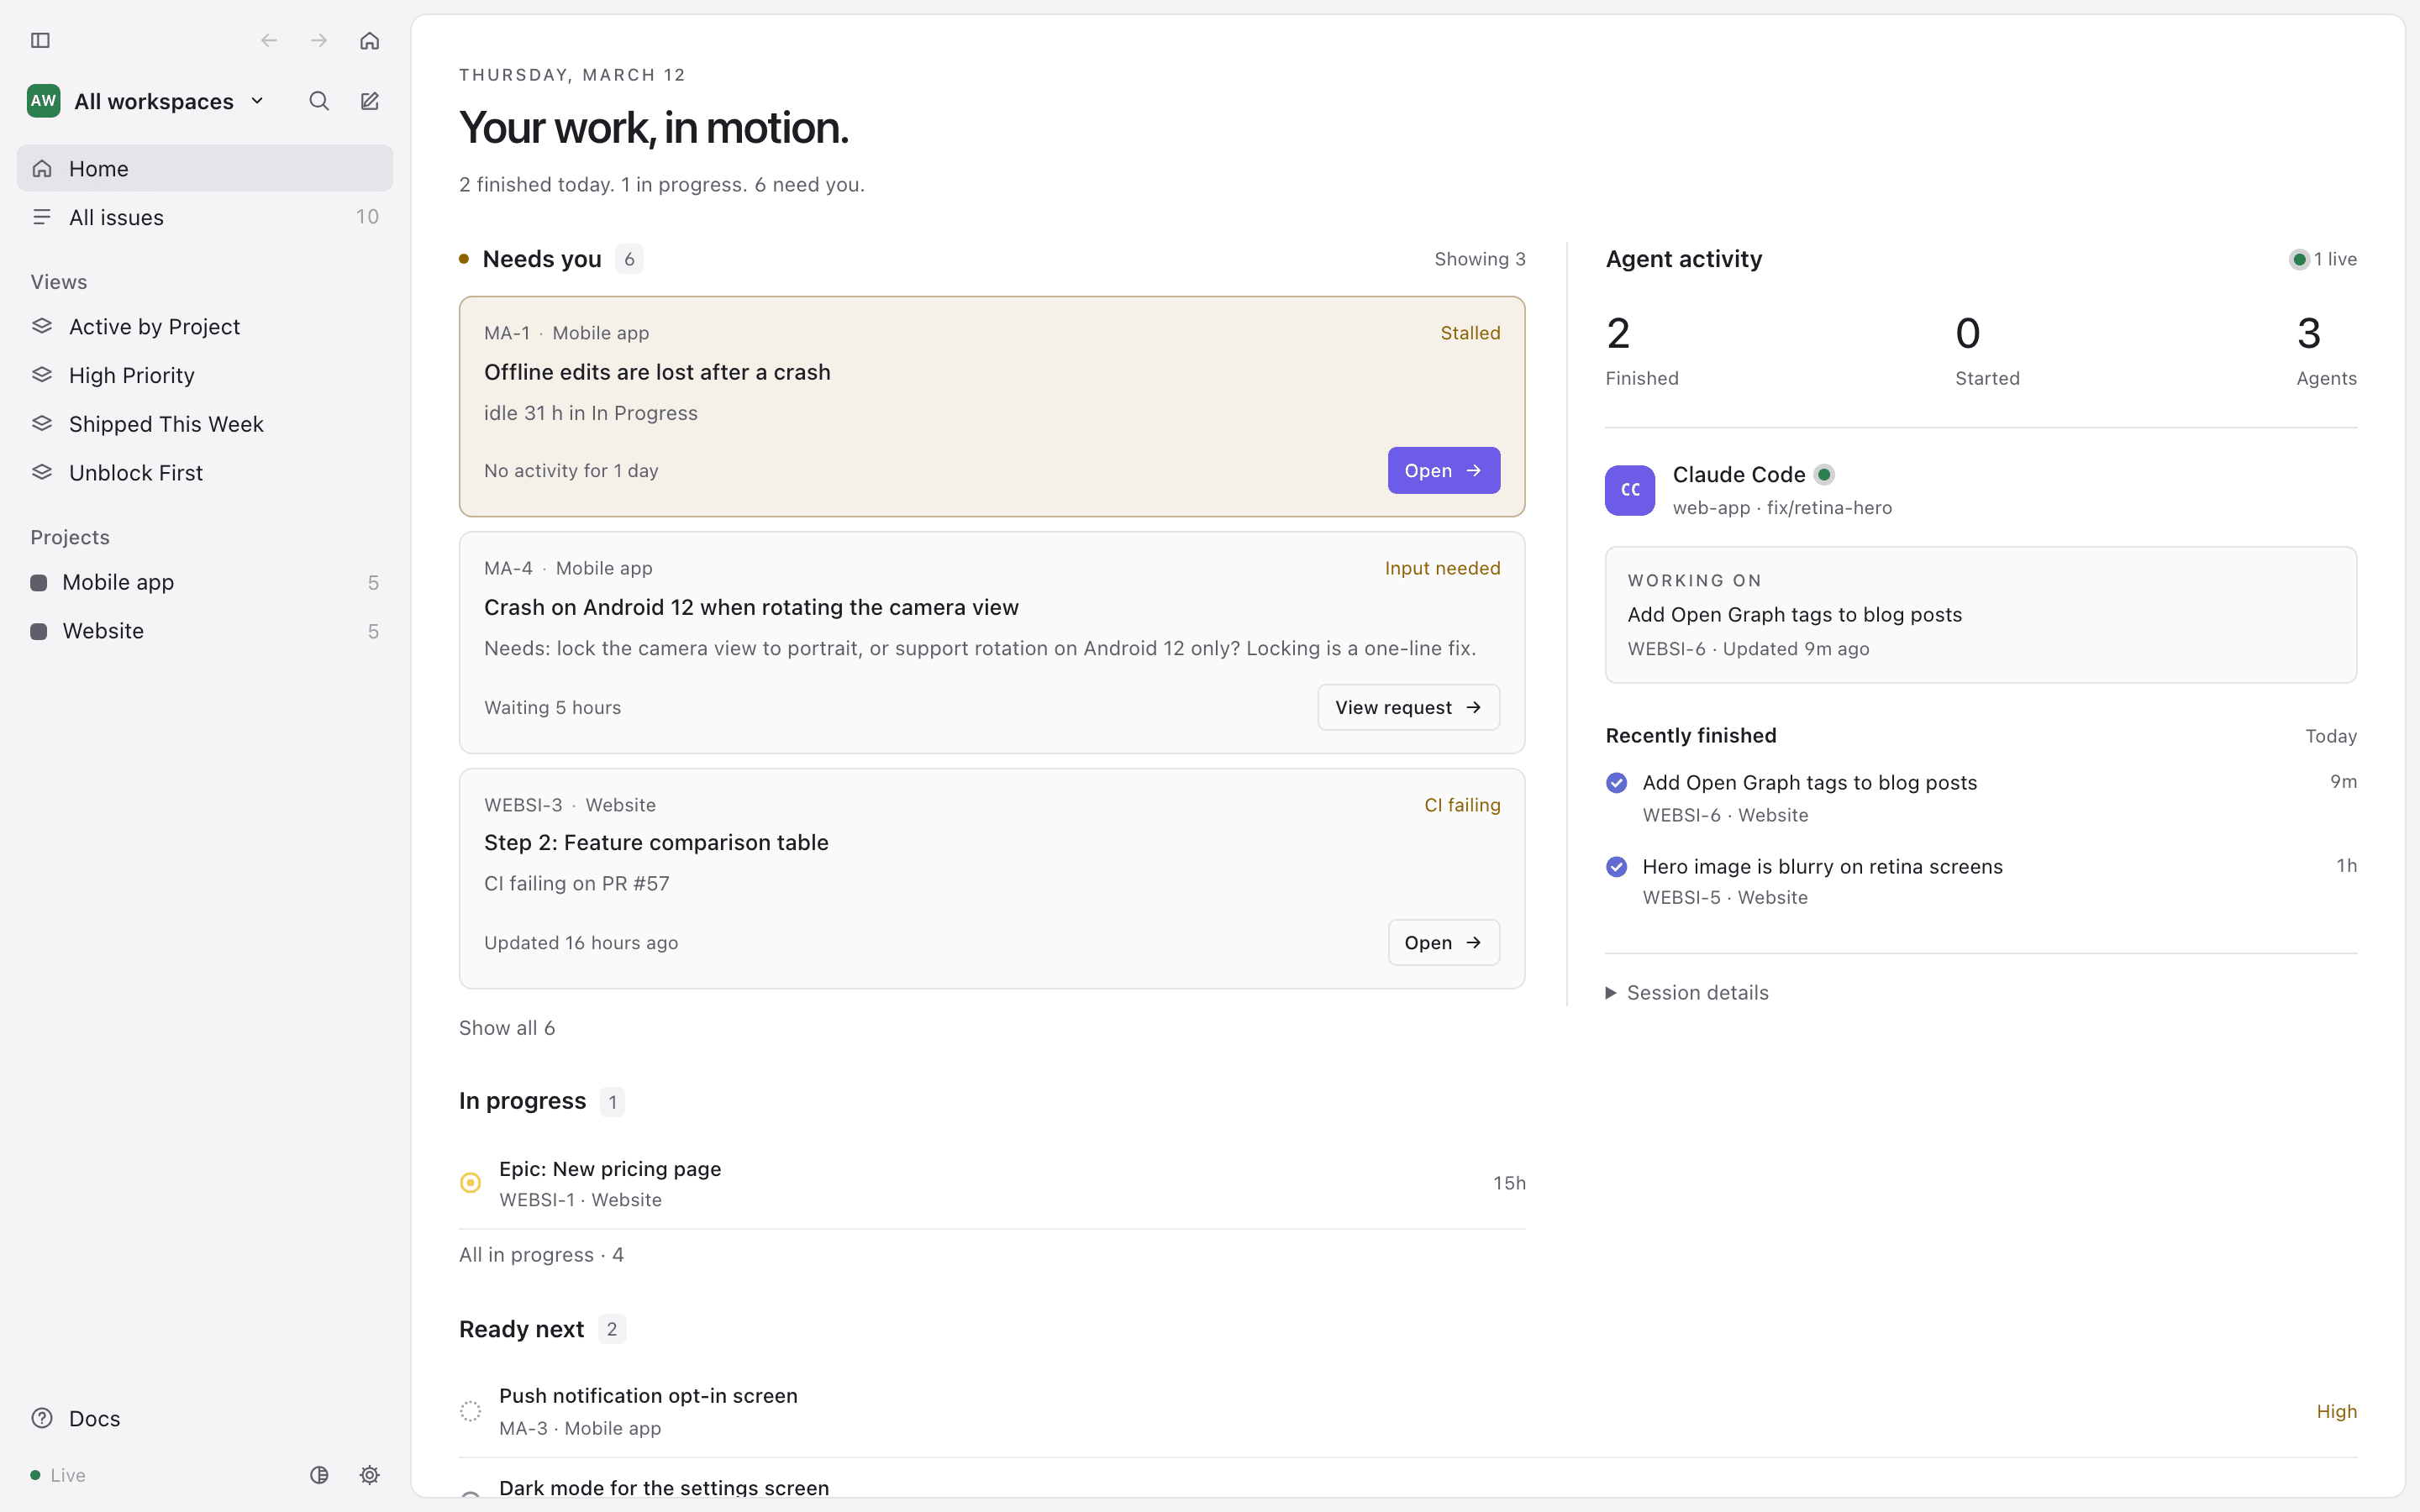 AW All workspaces
Home
All issues 10
Views
Active by Project
High Priority
Shipped This Week
Unblock First
Projects
Mobile app 5
Website 5
Docs
Live
THURSDAY, MARCH 12
Your work, in motion.
2 finished today. 1 in progress. 6 need you.
Needs you 6 Showing 3
MA-1 · Mobile app Stalled
Offline edits are lost after a crash
idle 31 h in In Progress
No activity for 1 day Open →
MA-4 · Mobile app Input needed
Crash on Android 12 when rotating the camera view
Needs: lock the camera view to portrait, or support rotation on Android 12 only? Locking is a one-line fix.
Waiting 5 hours View request →
WEBSI-3 · Website CI failing
Step 2: Feature comparison table
CI failing on PR #57
Updated 16 hours ago Open →
Show all 6
In progress 1
Epic: New pricing page
WEBSI-1 · Website 15h
All in progress · 4
Ready next 2
Push notification opt-in screen
MA-3 · Mobile app High
Dark mode for the settings screen
Agent activity 1 live
2 0 3
Finished Started Agents
CC Claude Code
web-app · fix/retina-hero
WORKING ON
Add Open Graph tags to blog posts
WEBSI-6 · Updated 9m ago
Recently finished Today
Add Open Graph tags to blog posts 9m
WEBSI-6 · Website
Hero image is blurry on retina screens 1h
WEBSI-5 · Website
Session details